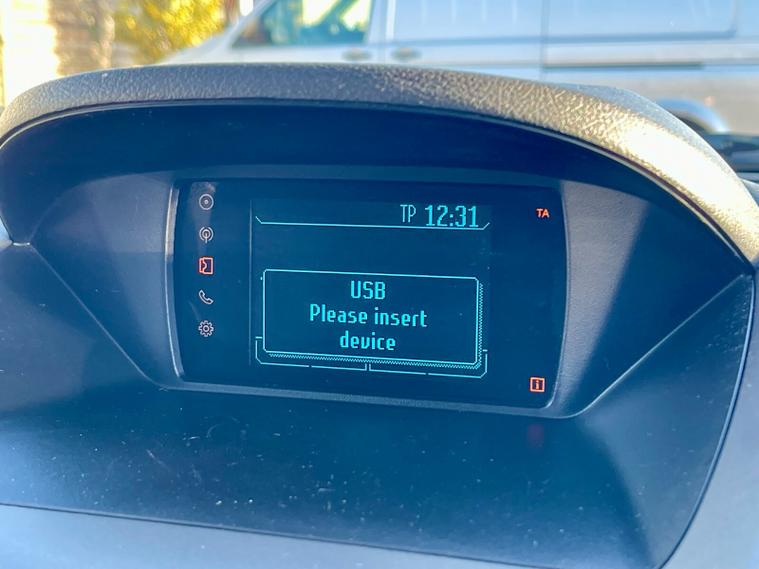 TP 12:31
TA
USB
Please insert
device
i